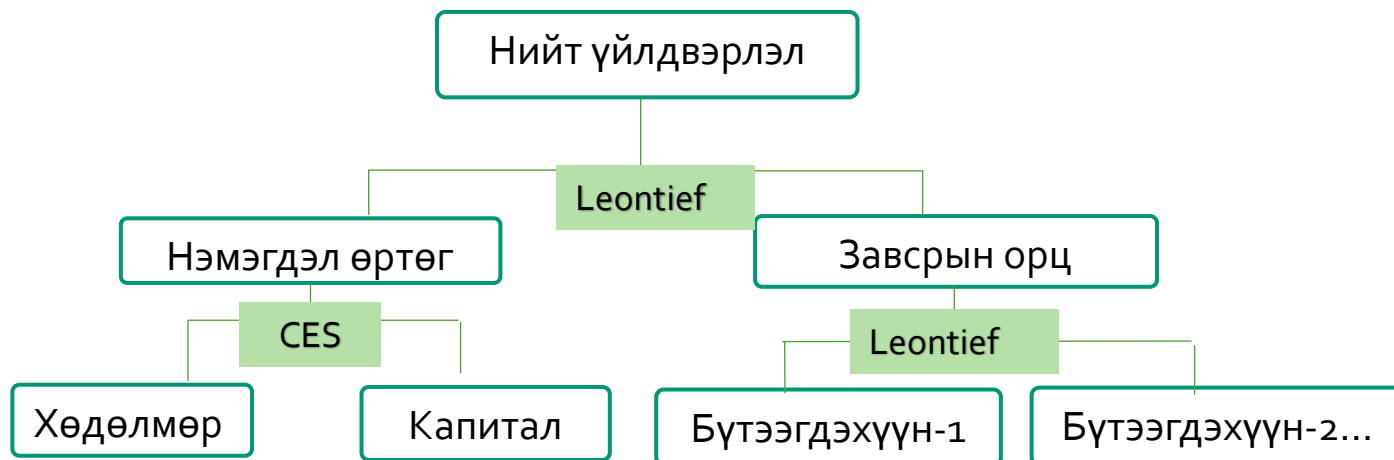 Нийт үйлдвэрлэл
Leontief
Нэмэгдэл өртөг
Завсрын орц
CES
Leontief
Хөдөлмөр
Капитал
Бүтээгдэхүүн-1
Бүтээгдэхүүн-2...